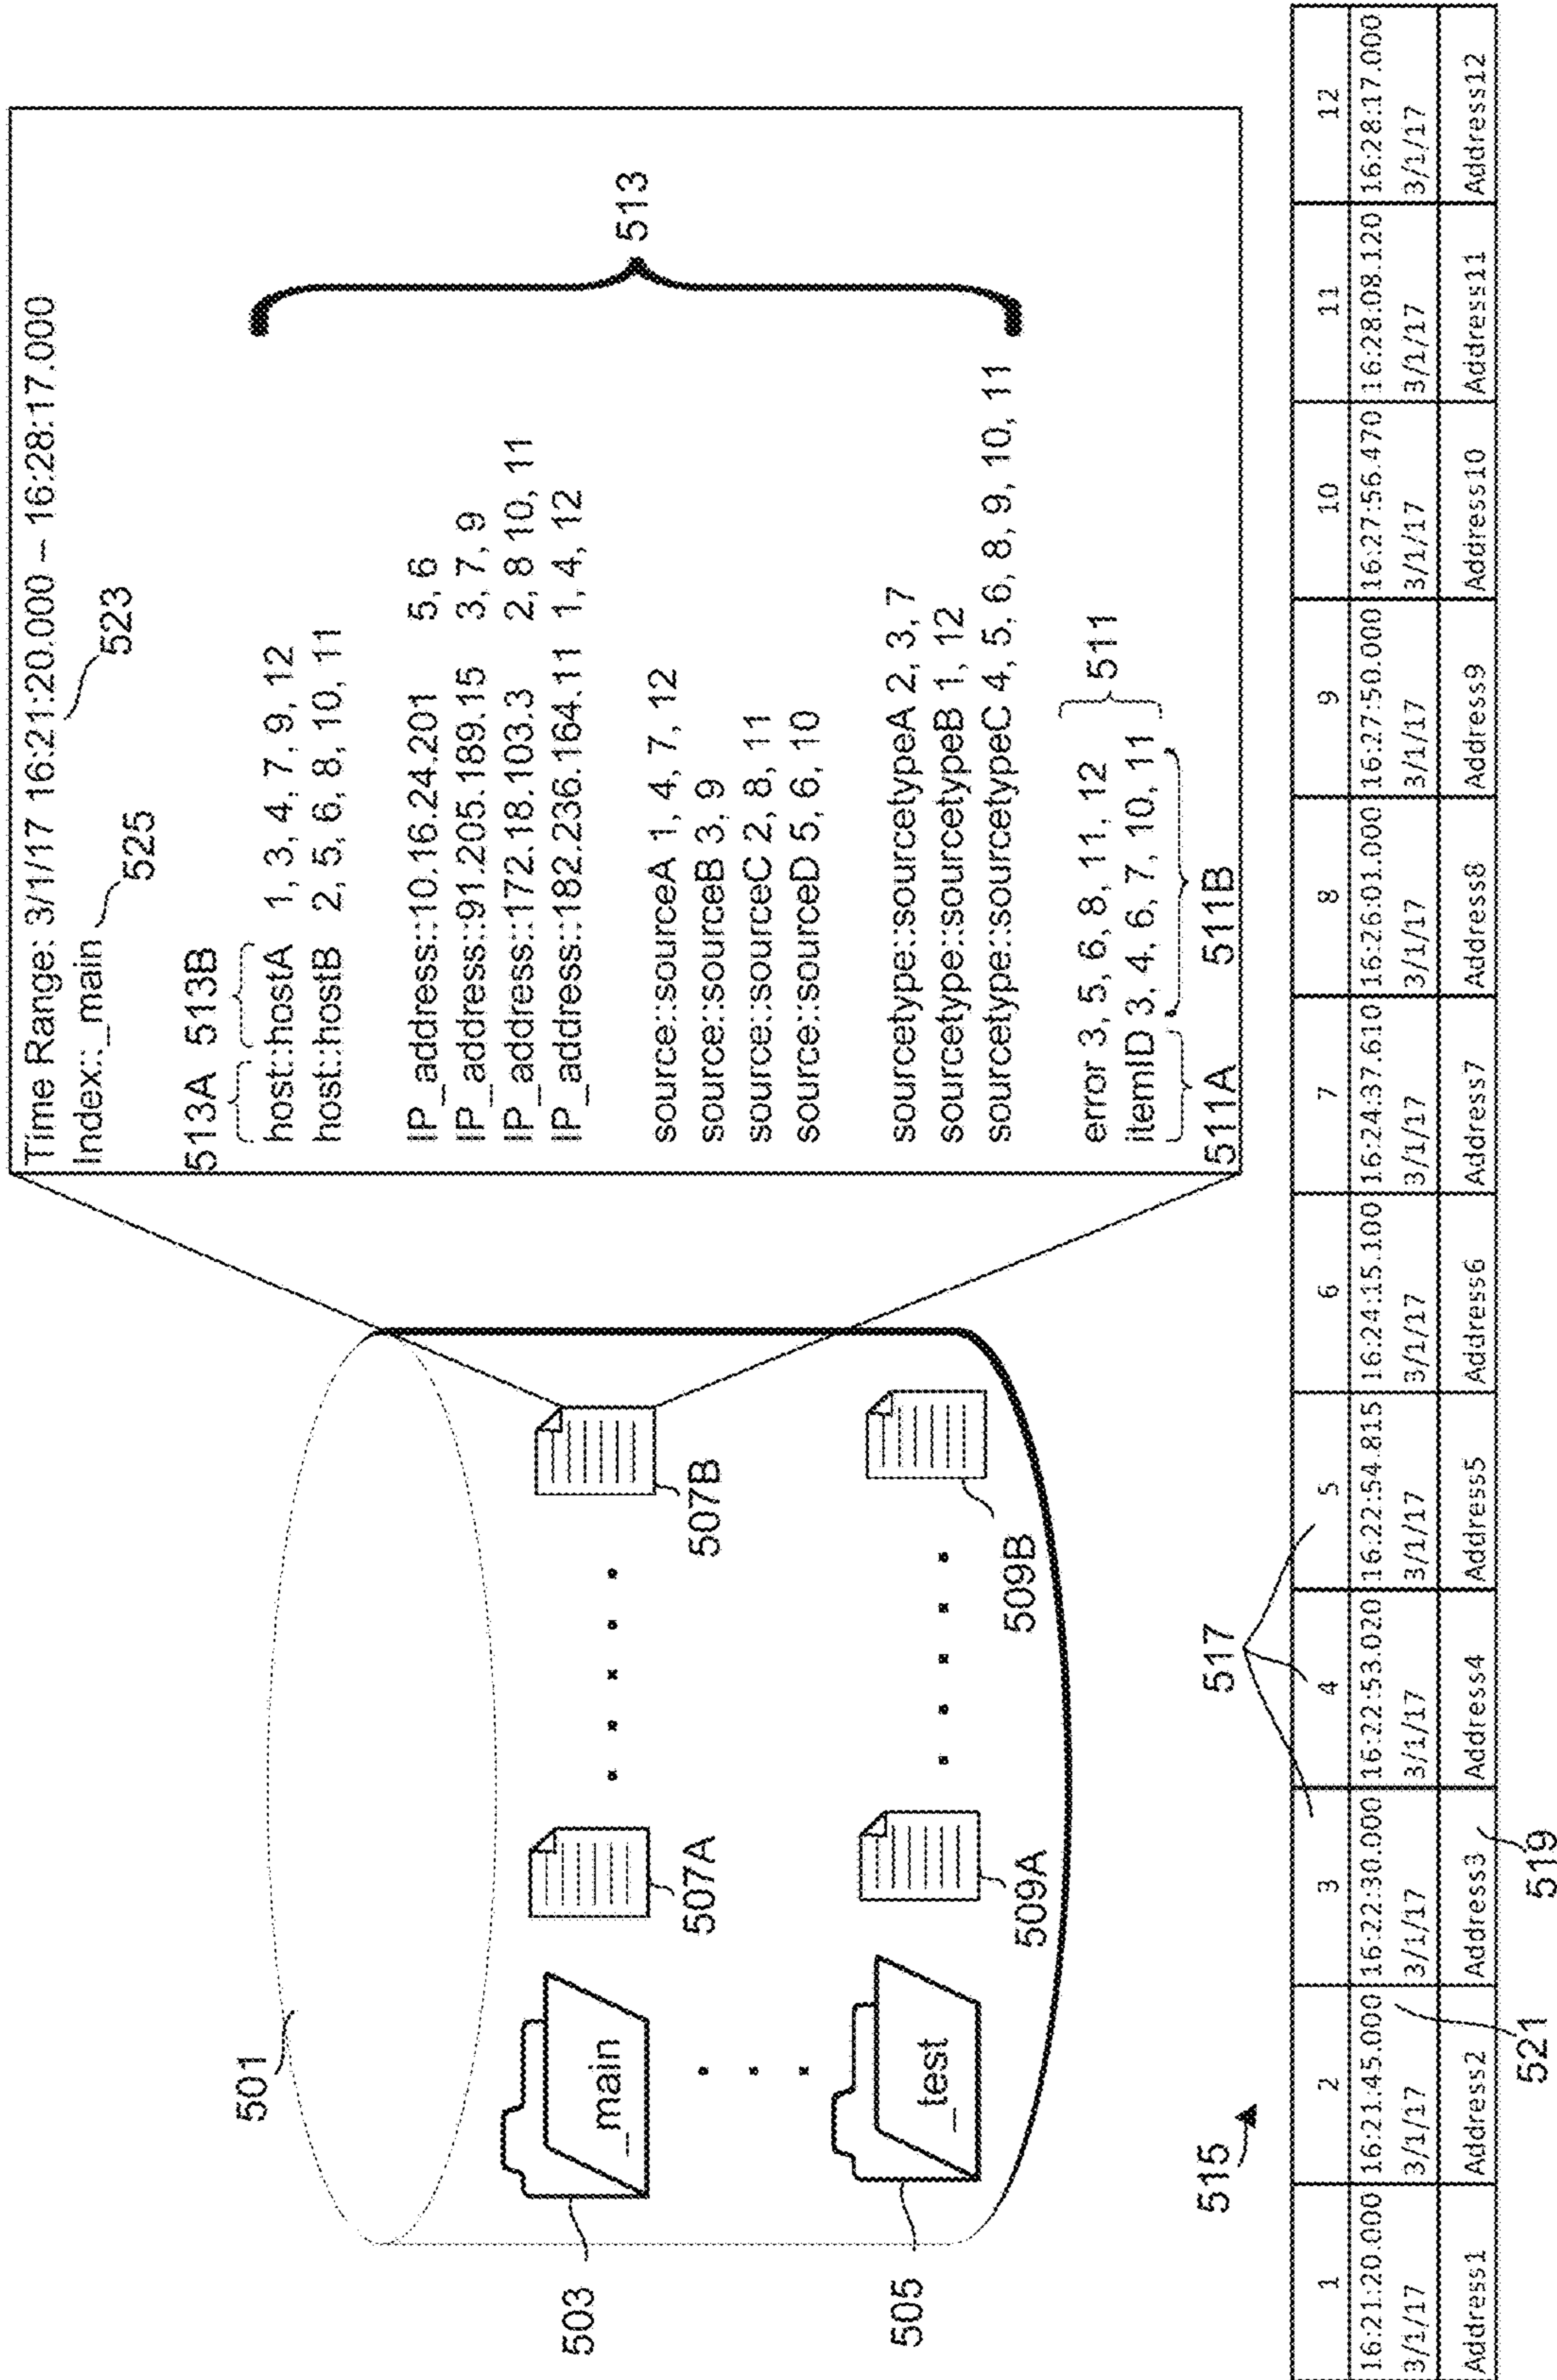 Time Range: 3/1/17 16:21:20.000 – 16:28:17.000
523
Index::_main
525
513A 513B
host::hostA 1, 3, 4, 7, 9, 12
host::hostB 2, 5, 6, 8, 10, 11
IP_address::10.16.24.201 5, 6
IP_address::91.205.189.15 3, 7, 9
IP_address::172.18.103.3 2, 8 10, 11
IP_address::182.236.164.11 1, 4, 12
513
source::sourceA 1, 4, 7, 12
source::sourceB 3, 9
source::sourceC 2, 8, 11
source::sourceD 5, 6, 10
sourcetype::sourcetypeA 2, 3, 7
sourcetype::sourcetypeB 1, 12
sourcetype::sourcetypeC 4, 5, 6, 8, 9, 10, 11
error 3, 5, 6, 8, 11, 12
itemID 3, 4, 6, 7, 10, 11
511
511A 511B
501
503
_main
507A
507B
505
_test
509A
509B
515
517
1 2 3 4 5 6 7 8 9 10 11 12
16:21:20.000 16:21:45.000 16:22:30.000 16:22:53.020 16:22:54.815 16:24:15.100 16:24:37.610 16:26:01.000 16:27:50.000 16:27:56.470 16:28:08.120 16:28:17.000
3/1/17 3/1/17 3/1/17 3/1/17 3/1/17 3/1/17 3/1/17 3/1/17 3/1/17 3/1/17 3/1/17 3/1/17
Address1 Address2 Address3 Address4 Address5 Address6 Address7 Address8 Address9 Address10 Address11 Address12
521
519